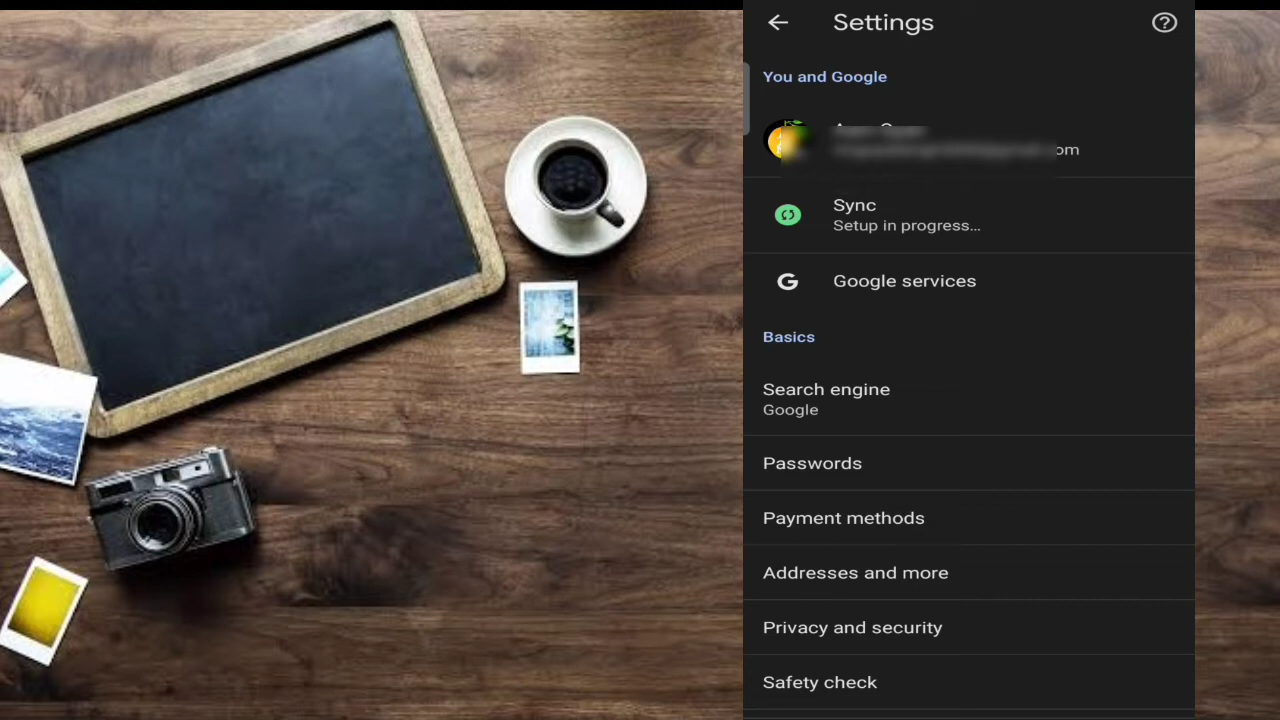 Settings
You and Google
om
Sync
Setup in progress...
Google services
Basics
Search engine
Google
Passwords
Payment methods
Addresses and more
Privacy and security
Safety check